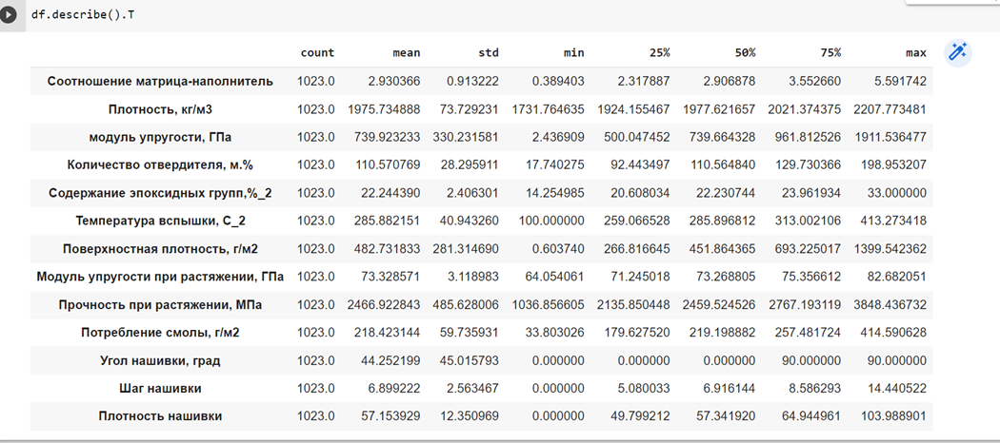 df.describe().T
count mean std min 25% 50% 75% max
Соотношение матрица-наполнитель 1023.0 2.930366 0.913222 0.389403 2.317887 2.906878 3.552660 5.591742
Плотность, кг/м3 1023.0 1975.734888 73.729231 1731.764635 1924.155467 1977.621657 2021.374375 2207.773481
модуль упругости, ГПа 1023.0 739.923233 330.231581 2.436909 500.047452 739.664328 961.812526 1911.536477
Количество отвердителя, м.% 1023.0 110.570769 28.295911 17.740275 92.443497 110.564840 129.730366 198.953207
Содержание эпоксидных групп,%_2 1023.0 22.244390 2.406301 14.254985 20.608034 22.230744 23.961934 33.000000
Температура вспышки, С_2 1023.0 285.882151 40.943260 100.000000 259.066528 285.896812 313.002106 413.273418
Поверхностная плотность, г/м2 1023.0 482.731833 281.314690 0.603740 266.816645 451.864365 693.225017 1399.542362
Модуль упругости при растяжении, ГПа 1023.0 73.328571 3.118983 64.054061 71.245018 73.268805 75.356612 82.682051
Прочность при растяжении, МПа 1023.0 2466.922843 485.628006 1036.856605 2135.850448 2459.524526 2767.193119 3848.436732
Потребление смолы, г/м2 1023.0 218.423144 59.735931 33.803026 179.627520 219.198882 257.481724 414.590628
Угол нашивки, град 1023.0 44.252199 45.015793 0.000000 0.000000 0.000000 90.000000 90.000000
Шаг нашивки 1023.0 6.899222 2.563467 0.000000 5.080033 6.916144 8.586293 14.440522
Плотность нашивки 1023.0 57.153929 12.350969 0.000000 49.799212 57.341920 64.944961 103.988901